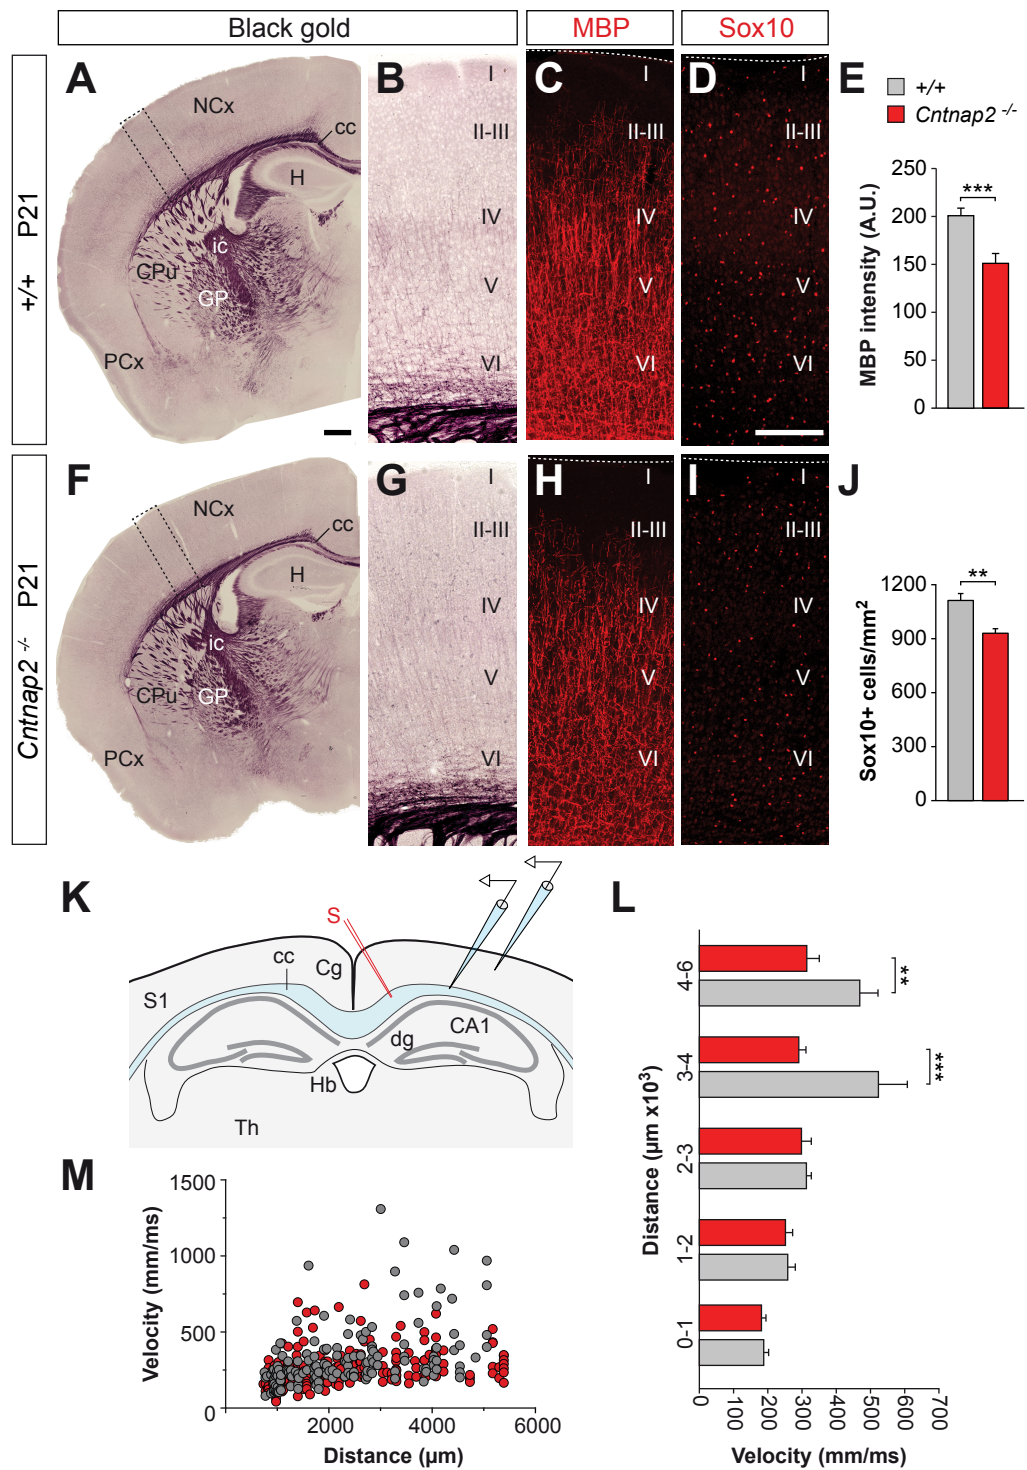 Black gold
MBP
Sox10
+/+ P21
A
NCx
cc
H
ic
CPu
GP
PCx
B
I
II-III
IV
V
VI
C
I
II-III
IV
V
VI
D
I
II-III
IV
V
VI
E
+/+
Cntnap2 -/-
MBP intensity (A.U.)
250
200
150
100
50
0
***
Cntnap2 -/- P21
F
NCx
cc
H
ic
CPu
GP
PCx
G
I
II-III
IV
V
VI
H
I
II-III
IV
V
VI
I
I
II-III
IV
V
VI
J
Sox10+ cells/mm²
1200
900
600
300
0
**
K
S
cc
Cg
S1
CA1
dg
Hb
Th
L
Distance (µm x10³)
4-6
3-4
2-3
1-2
0-1
**
***
0
100
200
300
400
500
600
700
Velocity (mm/ms)
M
Velocity (mm/ms)
1500
1000
500
0
2000
4000
6000
Distance (µm)